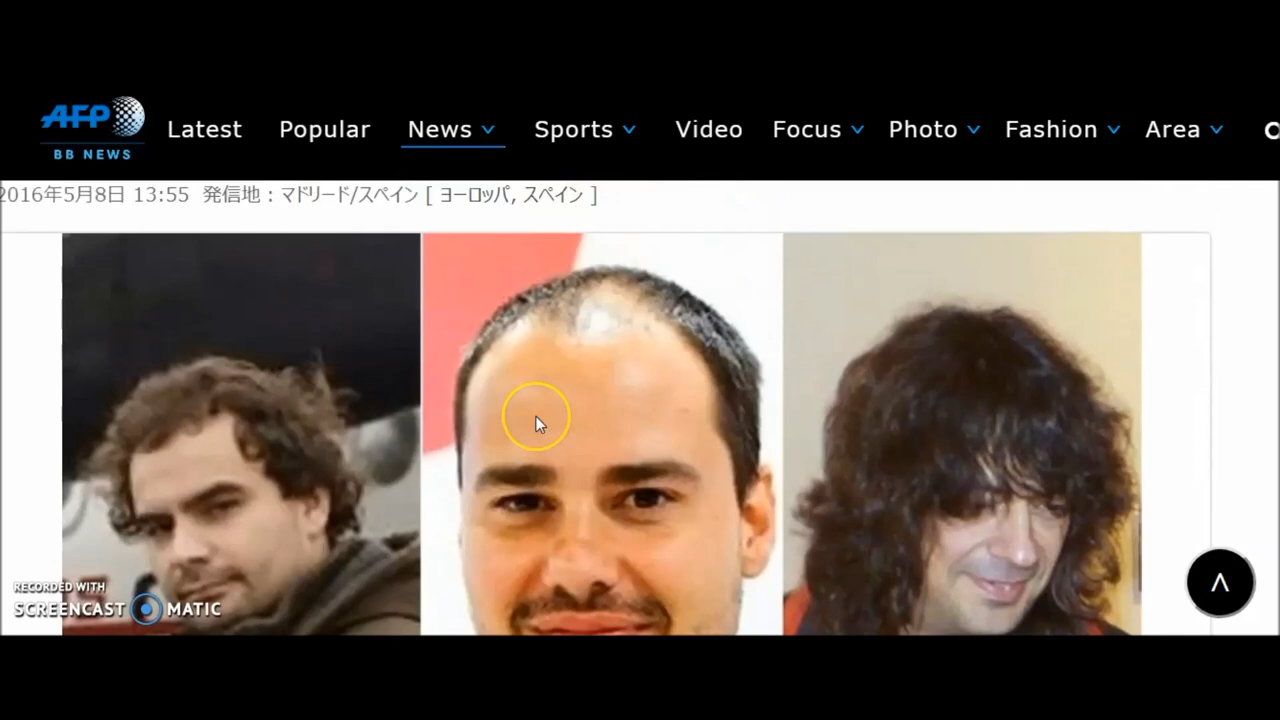 AFP
BB NEWS
Latest Popular News Sports Video Focus Photo Fashion Area
2016年5月8日 13:55 発信地：マドリード/スペイン [ ヨーロッパ, スペイン ]
RECORDED WITH
SCREENCAST MATIC